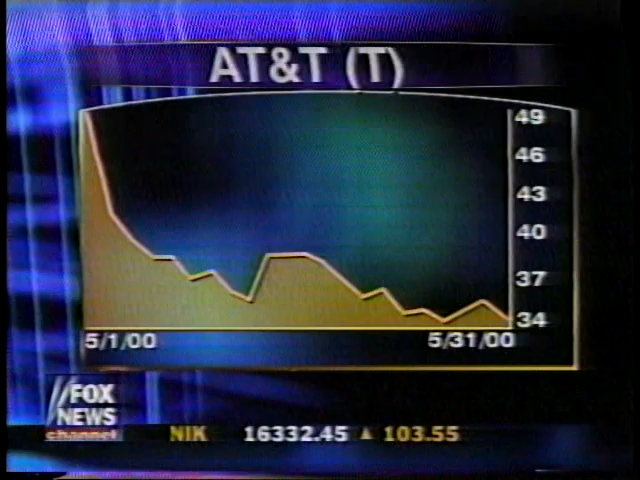 AT&T (T)
49
46
43
40
37
34
5/1/00 5/31/00
FOX
NEWS
channel
NIK 16332.45 ▲ 103.55